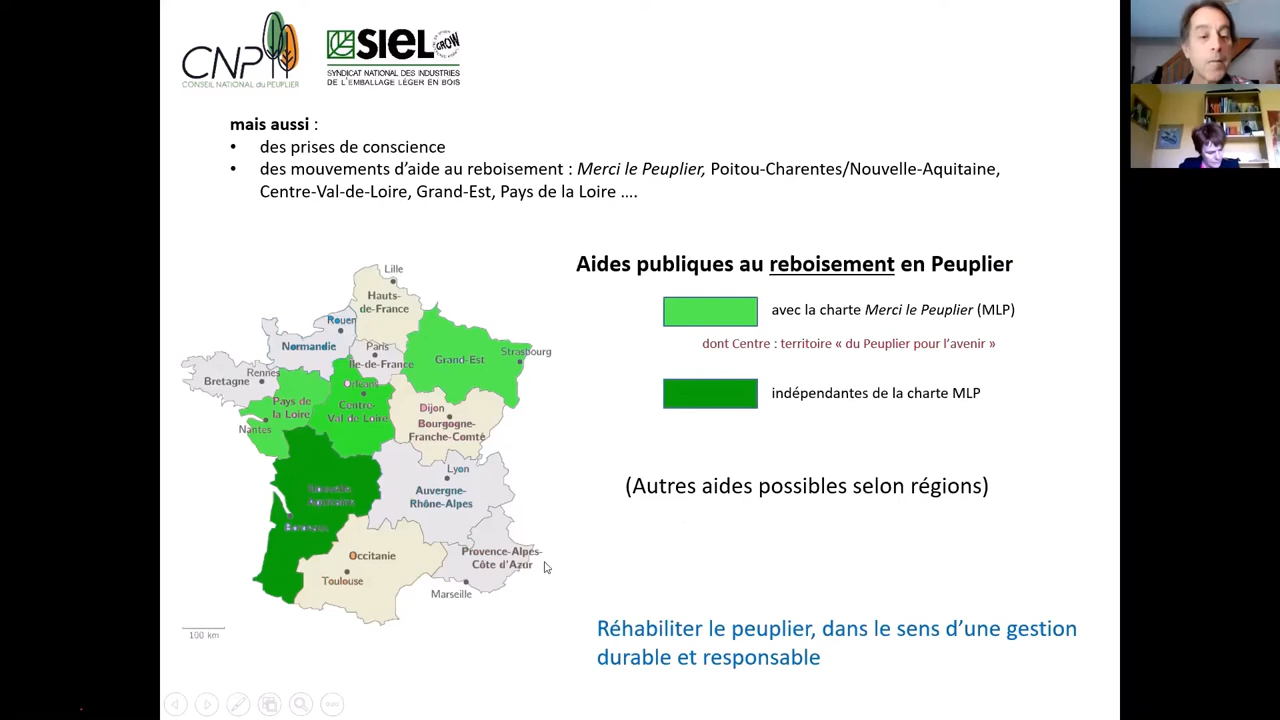 CNP
CONSEIL NATIONAL du PEUPLIER
SIEL
GROW
SYNDICAT NATIONAL DES INDUSTRIES
DE L'EMBALLAGE LÉGER EN BOIS
mais aussi :
• des prises de conscience
• des mouvements d'aide au reboisement : Merci le Peuplier, Poitou-Charentes/Nouvelle-Aquitaine,
Centre-Val-de-Loire, Grand-Est, Pays de la Loire ....
Aides publiques au reboisement en Peuplier
avec la charte Merci le Peuplier (MLP)
dont Centre : territoire « du Peuplier pour l'avenir »
indépendantes de la charte MLP
(Autres aides possibles selon régions)
Réhabiliter le peuplier, dans le sens d'une gestion
durable et responsable
Lille
Hauts-
de-France
Rouen
Normandie
Paris
Île-de-France
Grand-Est
Strasbourg
Rennes
Bretagne
Orléans
Centre-
Val de Loire
Pays de
la Loire
Nantes
Dijon
Bourgogne-
Franche-Comté
Nouvelle
Aquitaine
Bordeaux
Lyon
Auvergne-
Rhône-Alpes
Occitanie
Toulouse
Provence-Alpes-
Côte d'Azur
Marseille
100 km